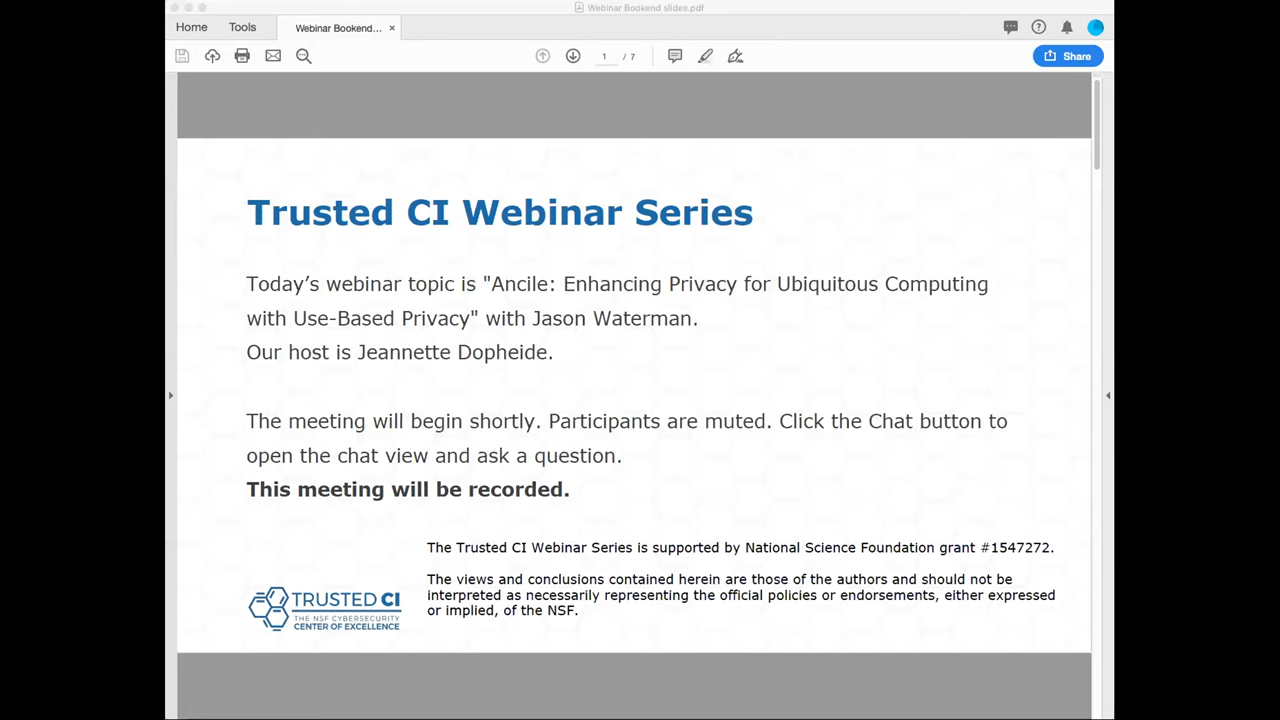 Webinar Bookend slides.pdf
Home Tools Webinar Bookend... ×
1 / 7 Share
Trusted CI Webinar Series
Today’s webinar topic is "Ancile: Enhancing Privacy for Ubiquitous Computing
with Use-Based Privacy" with Jason Waterman.
Our host is Jeannette Dopheide.
The meeting will begin shortly. Participants are muted. Click the Chat button to
open the chat view and ask a question.
This meeting will be recorded.
The Trusted CI Webinar Series is supported by National Science Foundation grant #1547272.
The views and conclusions contained herein are those of the authors and should not be
interpreted as necessarily representing the official policies or endorsements, either expressed
or implied, of the NSF.
TRUSTED CI
THE NSF CYBERSECURITY
CENTER OF EXCELLENCE